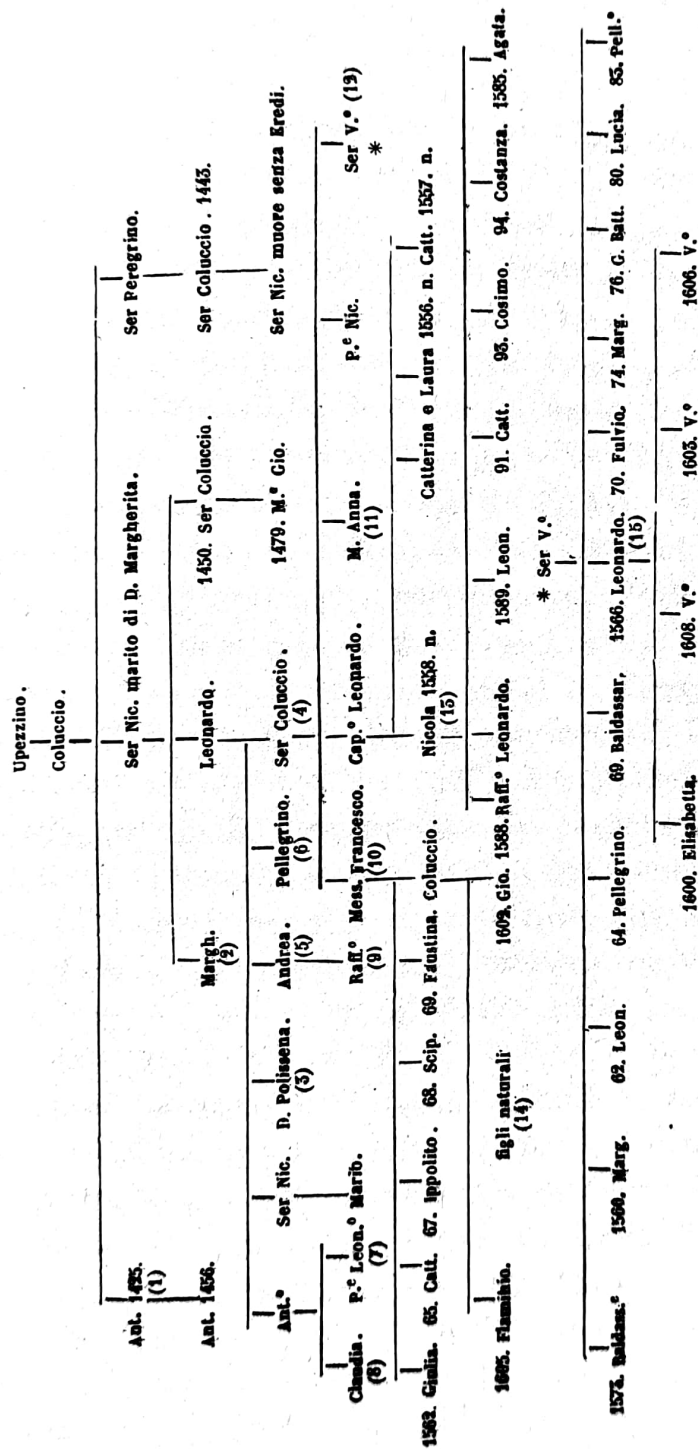 Upezzino.
Coluccio.
Ant. 1425. Ser Nic. marito di D. Margherita. Ser Peregrino.
(1)
Ant. 1456. Margh. Leonardo. 1450. Ser Coluccio. Ser Coluccio. 1443.
(2)
Ant.º Ser Nic. D. Polissena. Andrea. Pellegrino. Ser Coluccio. 1479. M.º Gio. Ser Nic. muore senza Eredi.
(3) (5) (6) (4)
Claudia. P.e Leon.º Marib. Raff.º Mess. Francesco. Cap.º Leonardo. M. Anna. P.e Nic. Ser V.º (12)
(8) (7) (9) (10) (11) *
1562. Giulia. 65. Catt. 67. Ippolito. 68. Scip. 69. Faustina. Coluccio. Nicola 1558. n. Catterina e Laura 1556. n. Catt. 1557. n.
(13)
1605. Flaminio. figli naturali 1602. Gio. 1588. Raff.º Leonardo. 1589. Leon. 91. Catt. 93. Cosimo. 94. Costanza. 1585. Agata.
(14)
* Ser V.º
1573. Baldass.e 1560. Marg. 62. Leon. 64. Pellegrino. 69. Baldassar. 1566. Leonardo. 70. Fulvio. 74. Marg. 76. G. Batt. 80. Lucia. 83. Pell.º
(15)
1600. Elisabetta. 1608. V.º 1603. V.º 1606. V.º